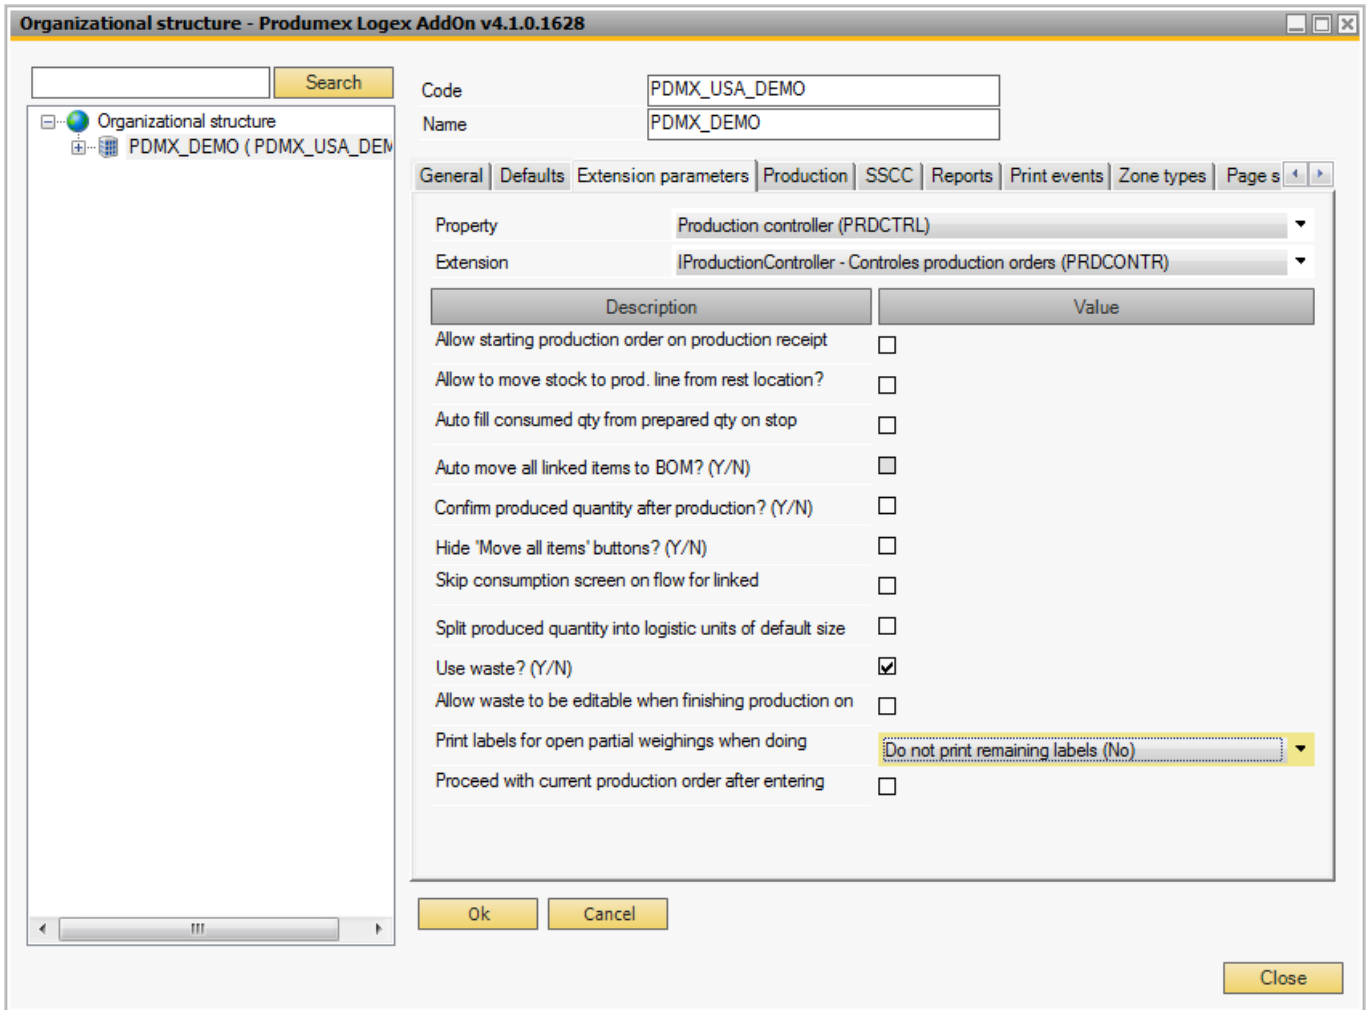 Organizational structure - Produmex Logex AddOn v4.1.0.1628
Search
Organizational structure
PDMX_DEMO ( PDMX_USA_DEM
Code
PDMX_USA_DEMO
Name
PDMX_DEMO
General Defaults Extension parameters Production SSCC Reports Print events Zone types Page s
Property
Production controller (PRDCTRL)
Extension
IProductionController - Controles production orders (PRDCONTR)
Description
Value
Allow starting production order on production receipt
Allow to move stock to prod. line from rest location?
Auto fill consumed qty from prepared qty on stop
Auto move all linked items to BOM? (Y/N)
Confirm produced quantity after production? (Y/N)
Hide 'Move all items' buttons? (Y/N)
Skip consumption screen on flow for linked
Split produced quantity into logistic units of default size
Use waste? (Y/N)
Allow waste to be editable when finishing production on
Print labels for open partial weighings when doing
Do not print remaining labels (No)
Proceed with current production order after entering
Ok
Cancel
Close